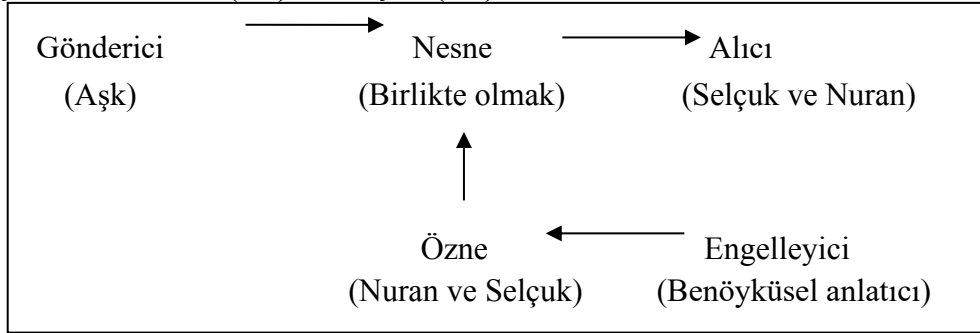 Gönderici Nesne Alıcı
(Aşk) (Birlikte olmak) (Selçuk ve Nuran)
Özne Engelleyici
(Nuran ve Selçuk) (Benöyküsel anlatıcı)